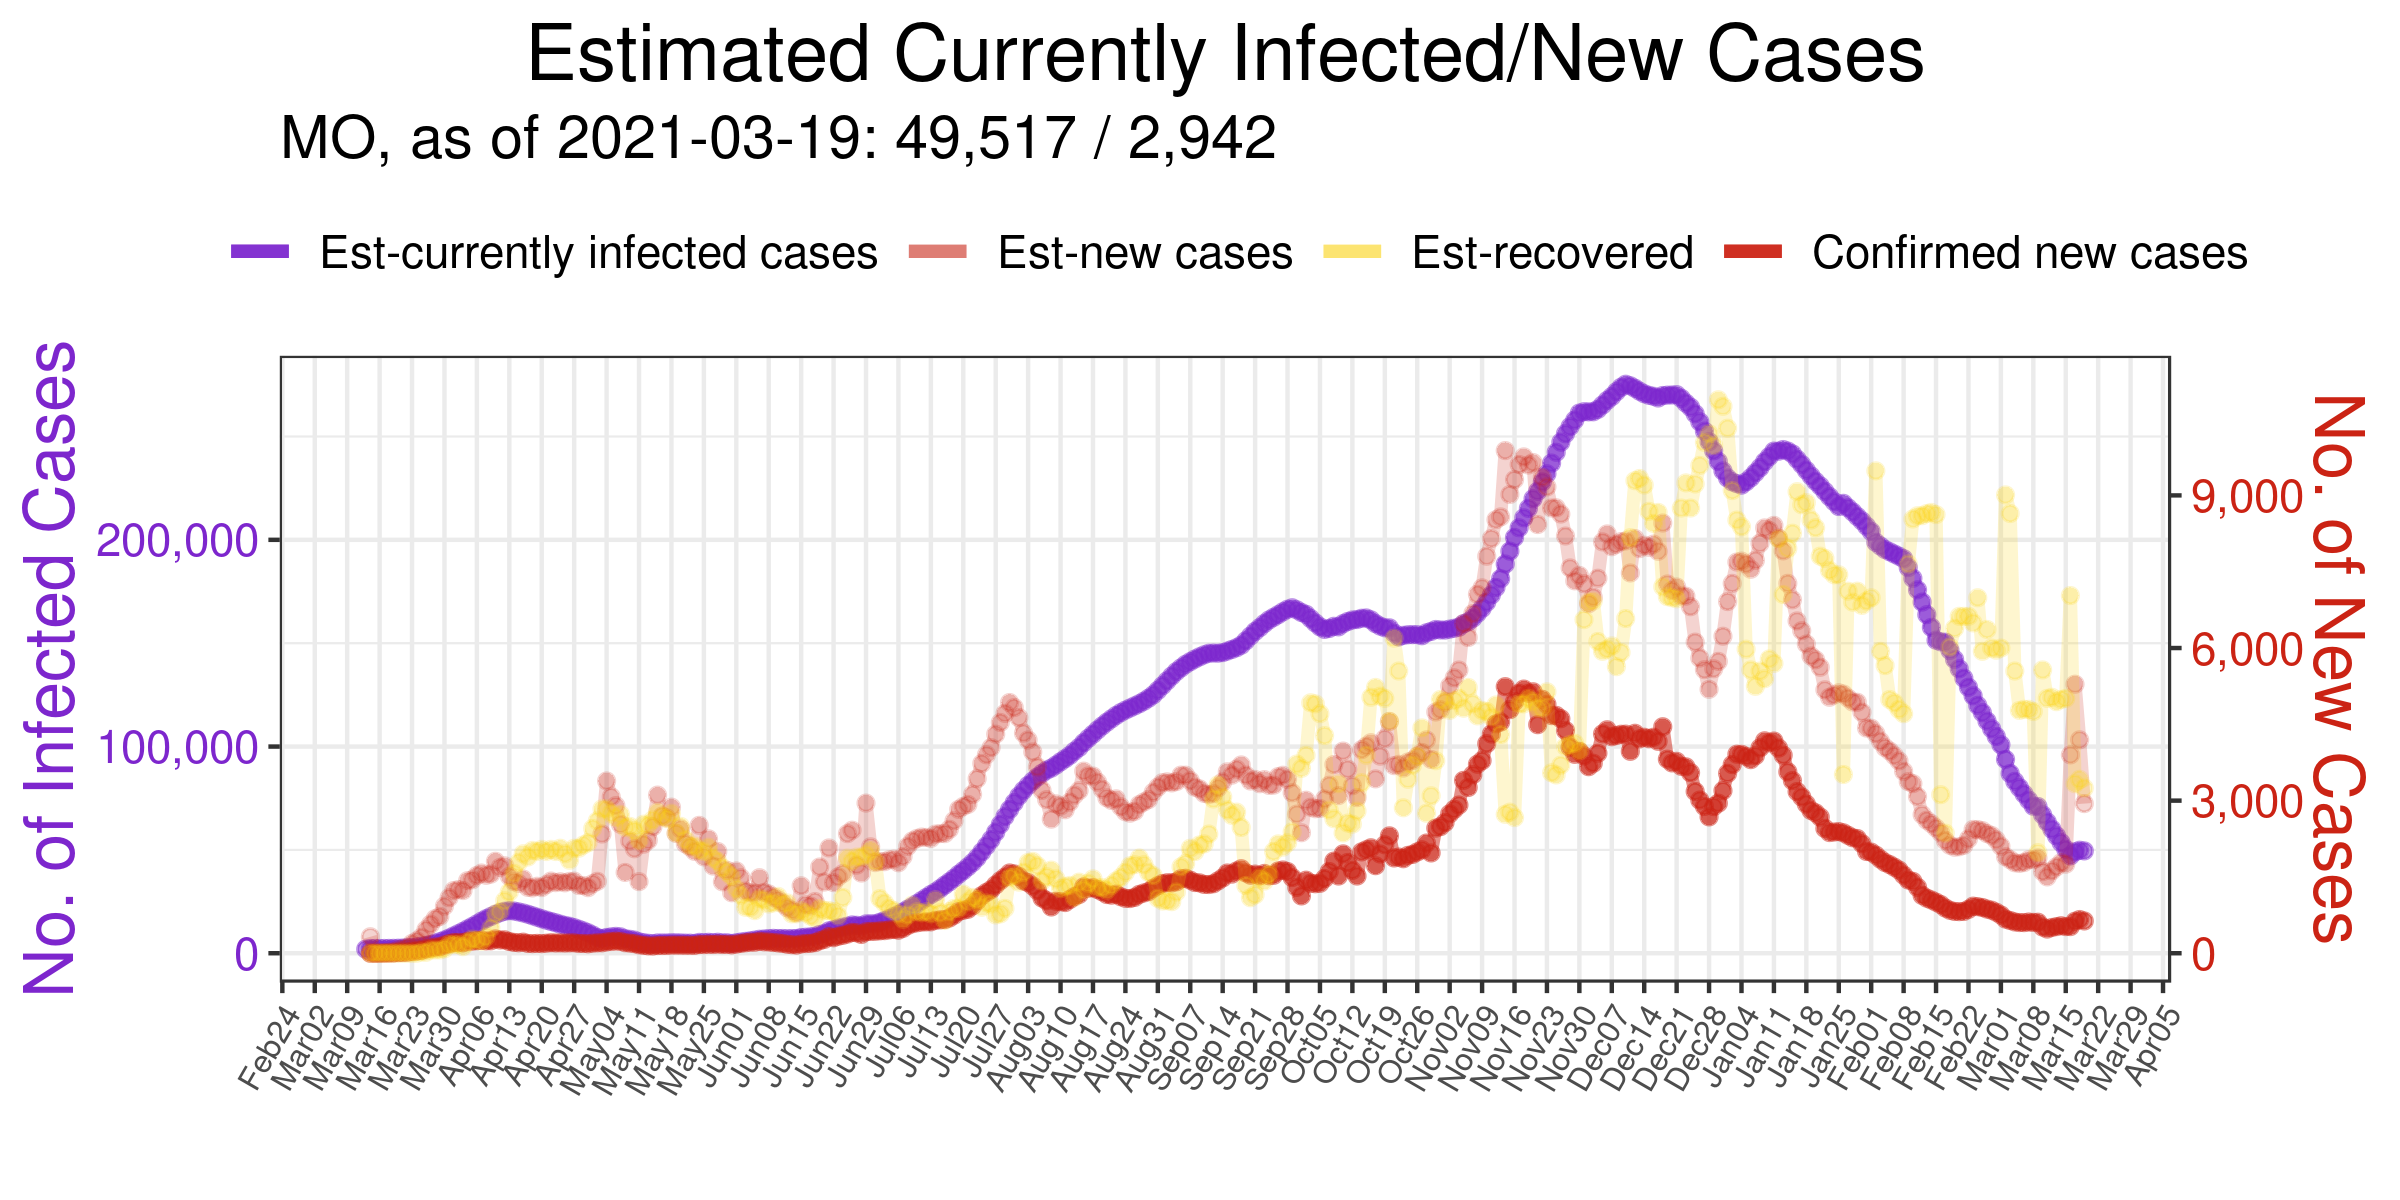 Estimated Currently Infected/New Cases
MO, as of 2021-03-19: 49,517 / 2,942
Est-currently infected cases
Est-new cases
Est-recovered
Confirmed new cases
No. of Infected Cases
200,000
100,000
0
9,000
6,000
3,000
0
No. of New Cases
Feb24
Mar02
Mar09
Mar16
Mar23
Mar30
Apr06
Apr13
Apr20
Apr27
May04
May11
May18
May25
Jun01
Jun08
Jun15
Jun22
Jun29
Jul06
Jul13
Jul20
Jul27
Aug03
Aug10
Aug17
Aug24
Aug31
Sep07
Sep14
Sep21
Sep28
Oct05
Oct12
Oct19
Oct26
Nov02
Nov09
Nov16
Nov23
Nov30
Dec07
Dec14
Dec21
Dec28
Jan04
Jan11
Jan18
Jan25
Feb01
Feb08
Feb15
Feb22
Mar01
Mar08
Mar15
Mar22
Mar29
Apr05